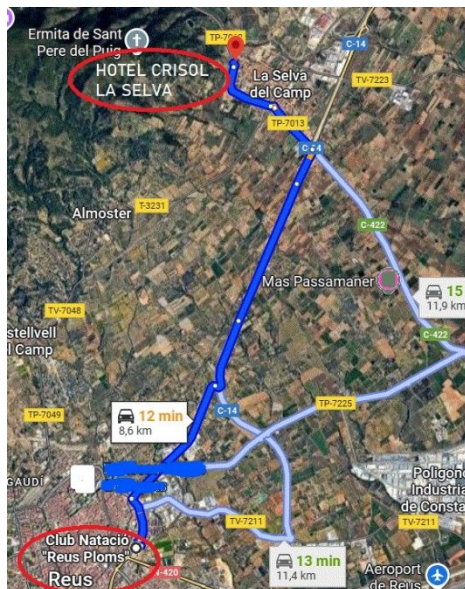 Ermita de Sant
Pere del Puig
HOTEL CRISOL
LA SELVA
La Selva
del Camp
C-14
TV-7223
TP-7013
C-14
T-3231
Almoster
C-422
Mas Passamaner
15
11,9 km
TV-7048
stellvell
l Camp
C-422
12 min
8,6 km
C-14
TP-7225
TP-7049
GAUDÍ
Polígono
Industria
de Consta
TV-7211
TV-7211
Club Natació
"Reus Ploms"
Reus
13 min
11,4 km
N-420
Aeroport
de Reus